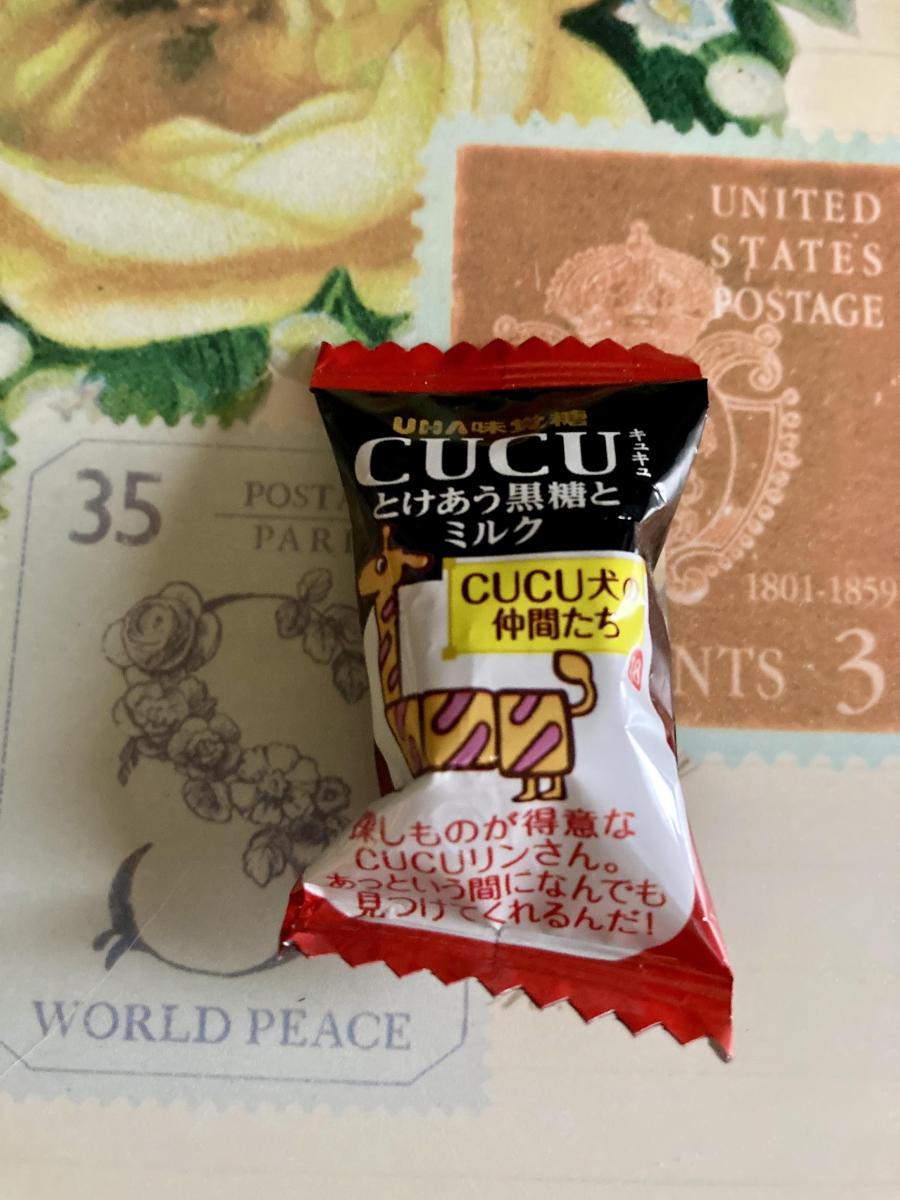 UNITED
STATES
POSTAGE
UHA味覚糖
CUCU
キュキュ
とけあう黒糖と
ミルク
35
POSTA
PARI
CUCU犬の
仲間たち
1801-1859
NTS
3
探しものが得意な
CUCUリンさん。
あっという間になんでも
見つけてくれるんだ!
WORLD PEACE